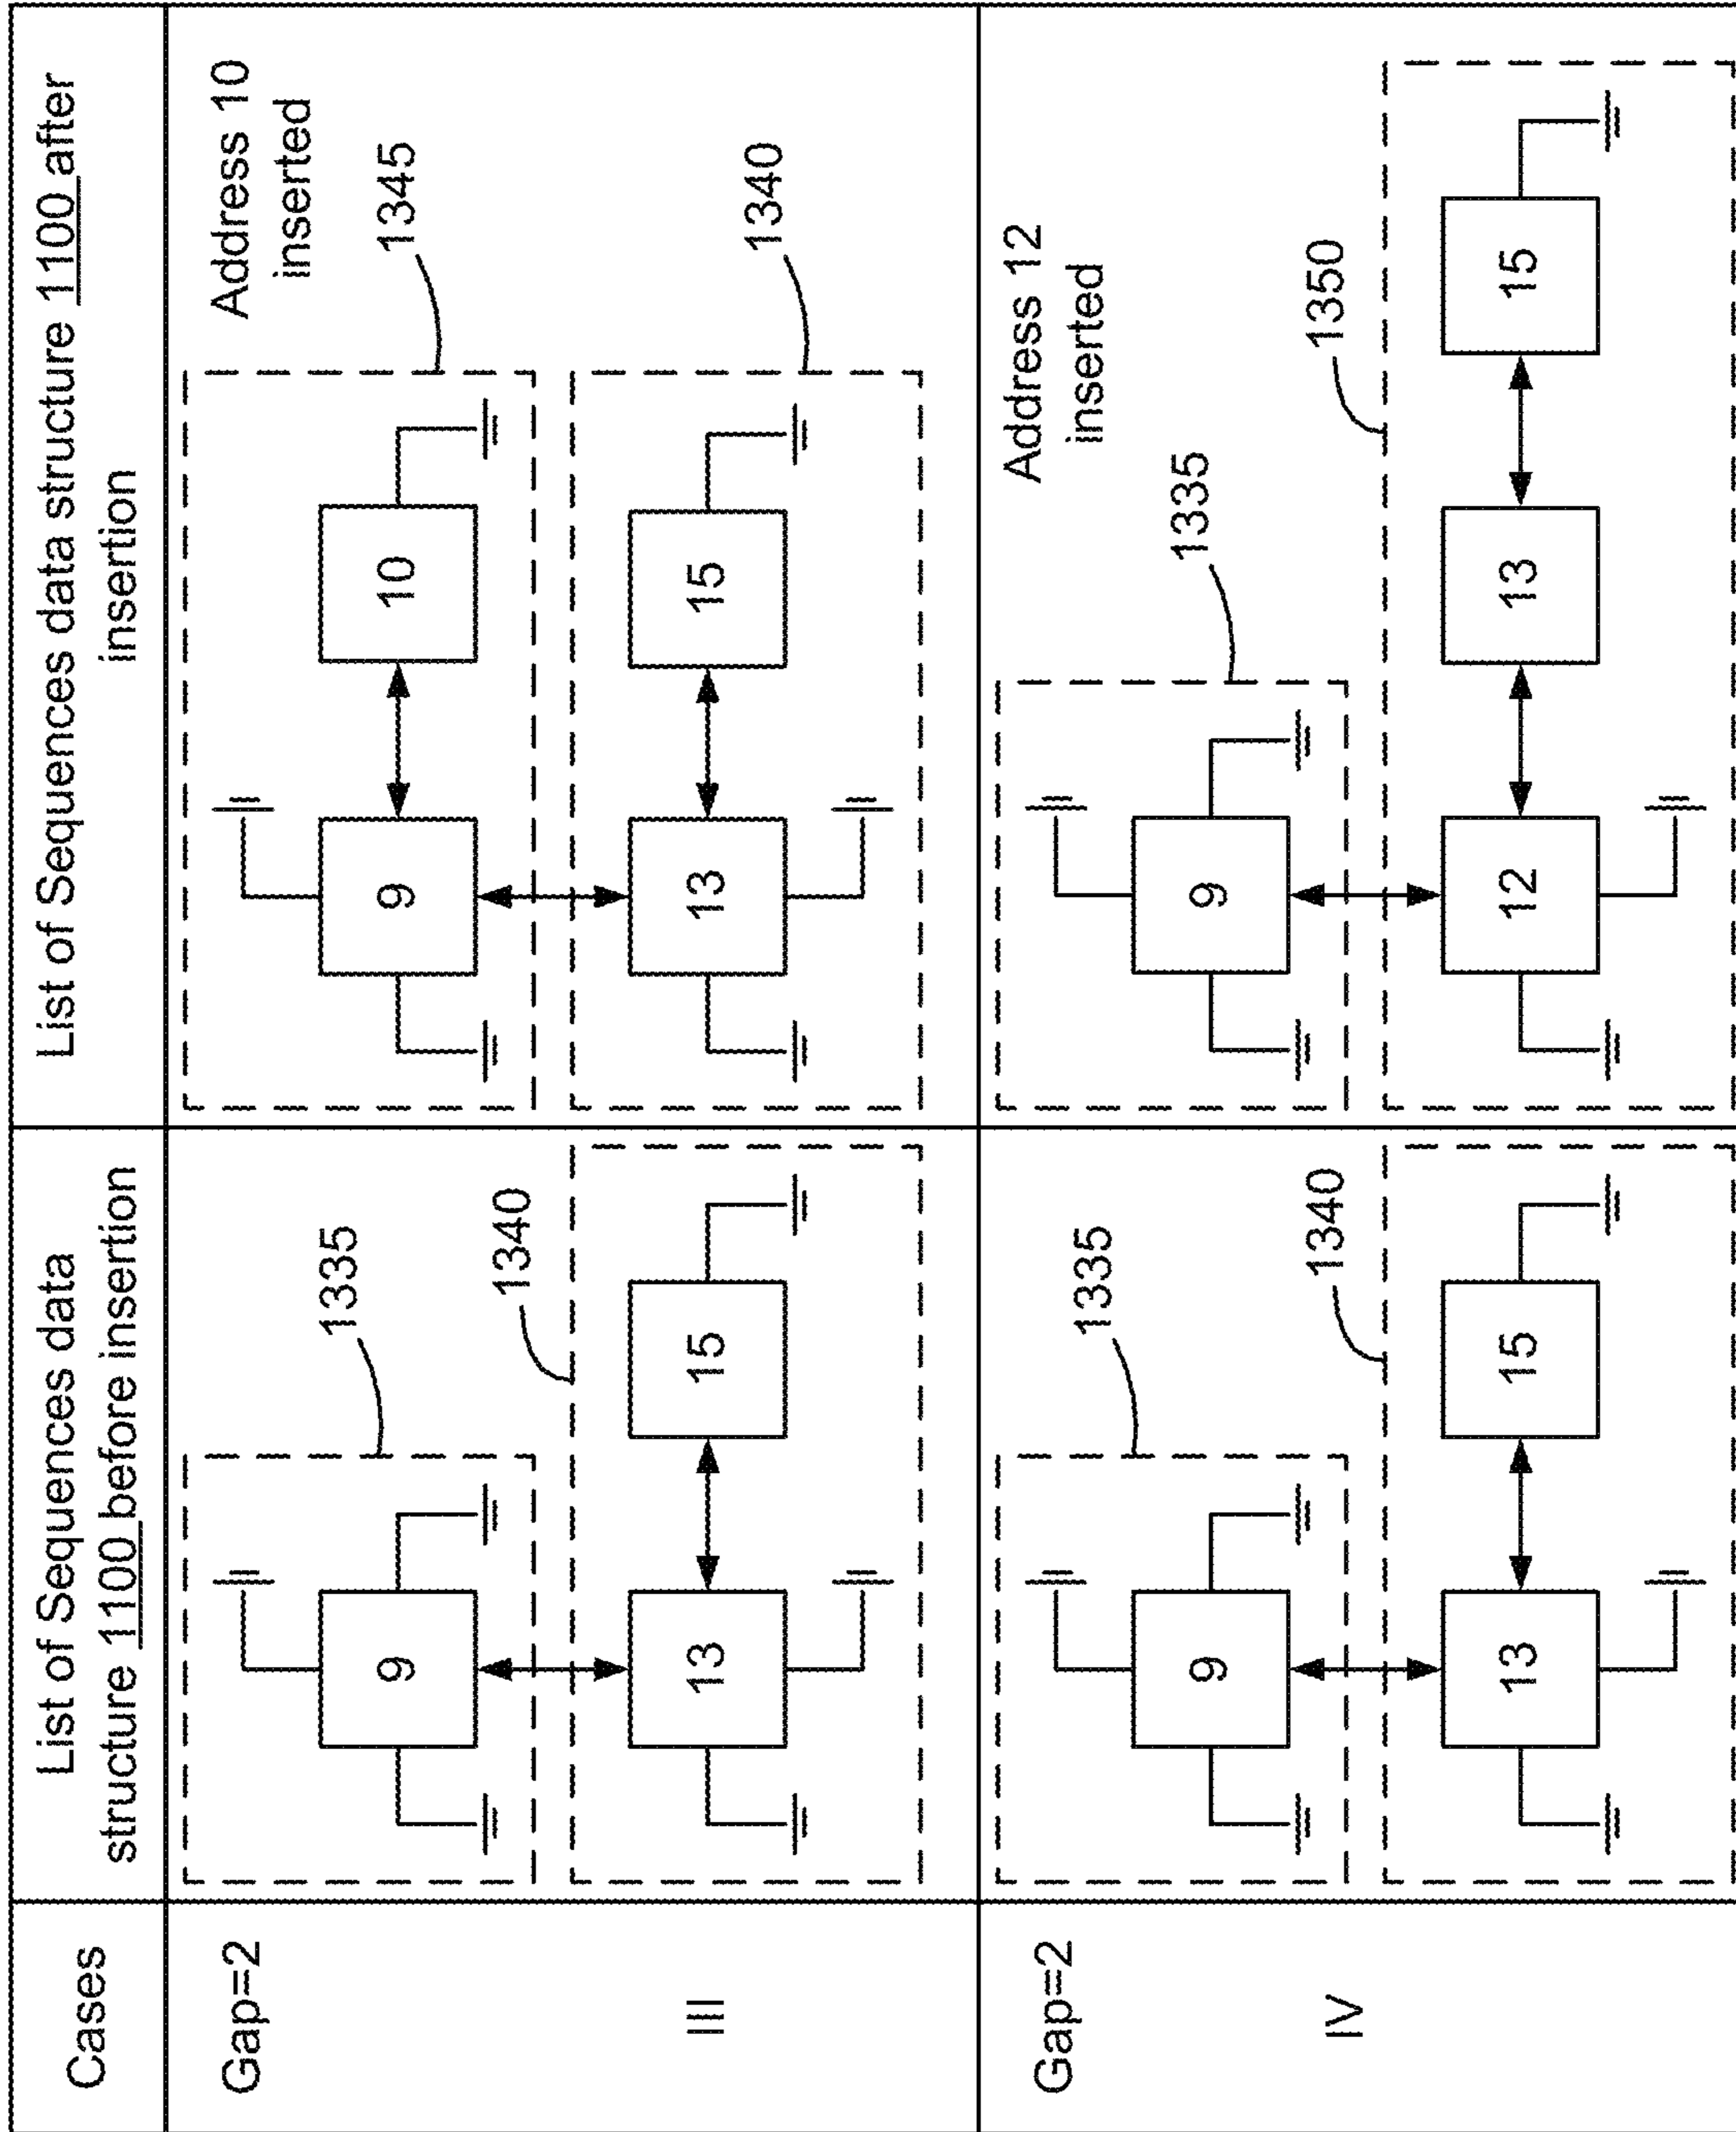 Cases
List of Sequences data
structure 1100 before insertion
List of Sequences data structure 1100 after
insertion
Gap=2
III
1335
9
1340
13
15
Address 10
inserted
1345
9
10
1340
13
15
Gap=2
IV
1335
9
1340
13
15
Address 12
inserted
1335
9
1350
12
13
15